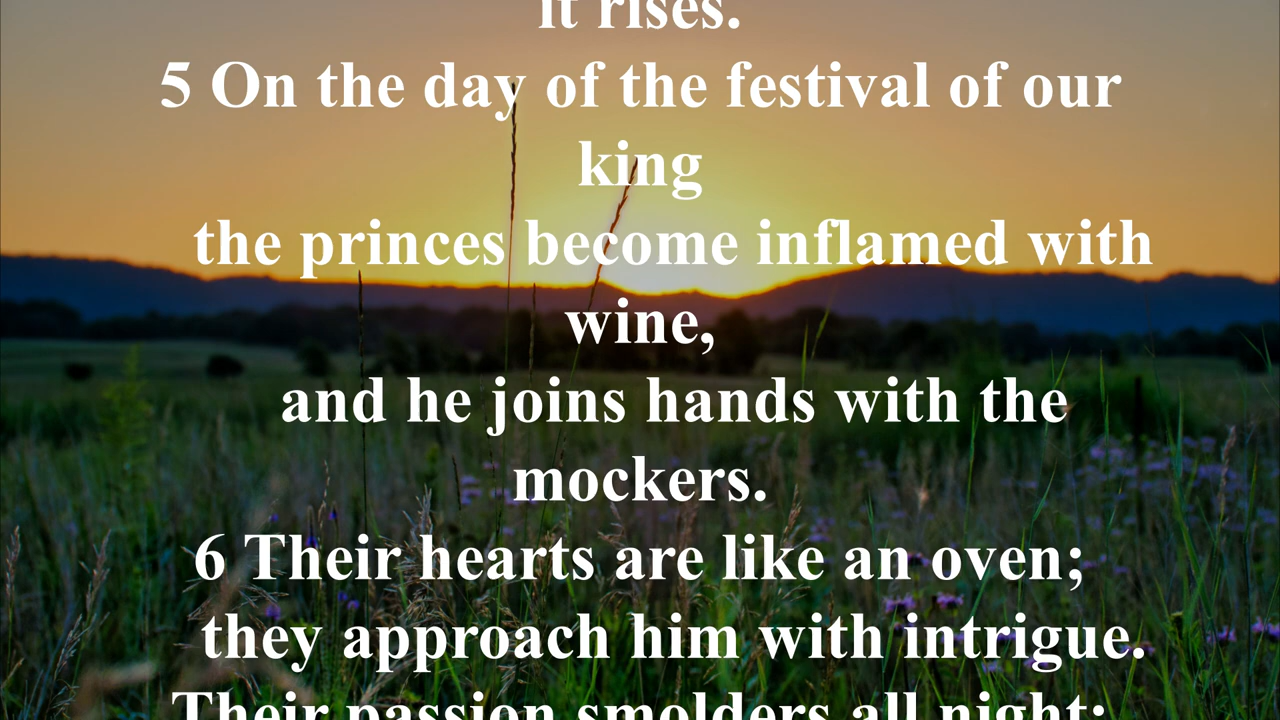 it rises.
5 On the day of the festival of our
king
the princes become inflamed with
wine,
and he joins hands with the
mockers.
6 Their hearts are like an oven;
they approach him with intrigue.
Their passion smolders all night;